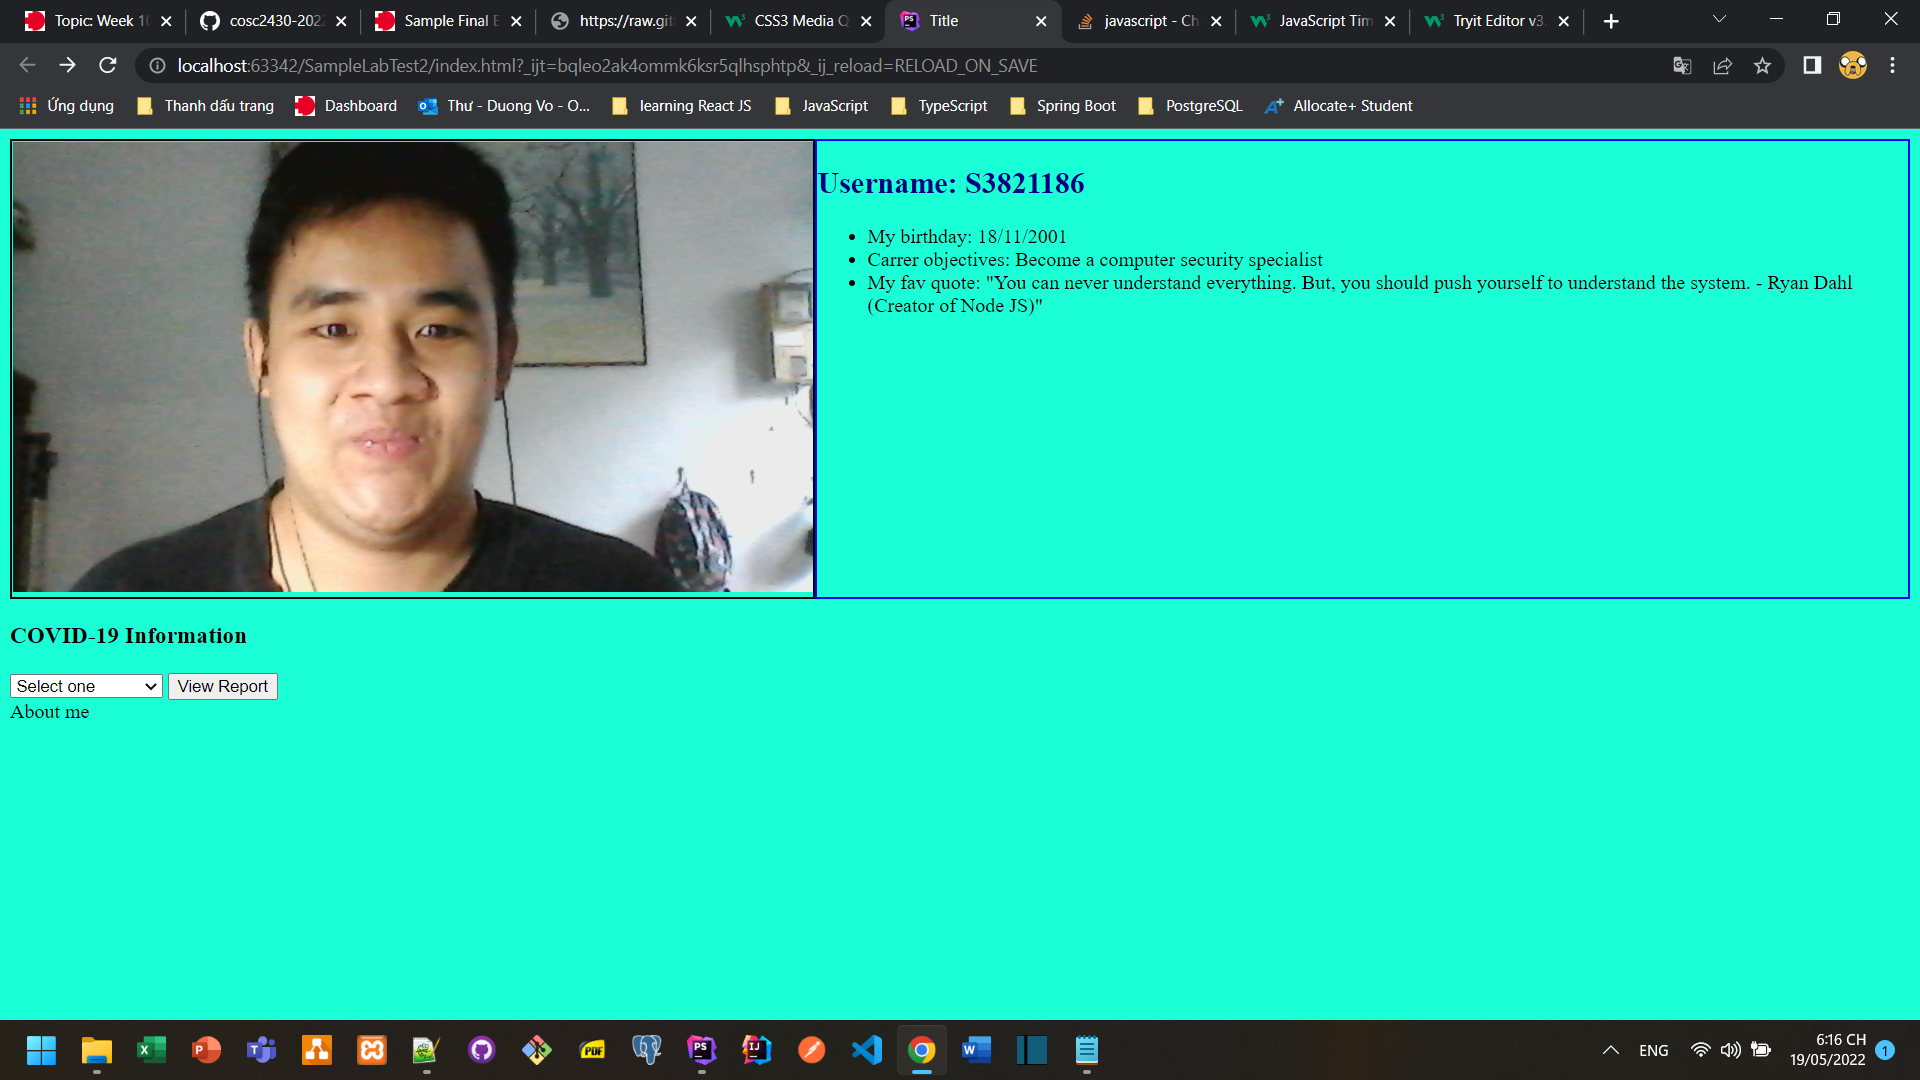 Topic: Week 10
cosc2430-202
Sample Final E
https://raw.git
CSS3 Media Q
Title
javascript - Ch
JavaScript Tim
Tryit Editor v3.
localhost:63342/SampleLabTest2/index.html?_ijt=bqleo2ak4ommk6ksr5qlhsphtp&_ij_reload=RELOAD_ON_SAVE
Ứng dụng
Thanh dấu trang
Dashboard
Thư - Duong Vo - O...
learning React JS
JavaScript
TypeScript
Spring Boot
PostgreSQL
Allocate+ Student
Username: S3821186
My birthday: 18/11/2001
Carrer objectives: Become a computer security specialist
My fav quote: "You can never understand everything. But, you should push yourself to understand the system. - Ryan Dahl
(Creator of Node JS)"
COVID-19 Information
Select one
View Report
About me
PDF
ENG
6:16 CH
19/05/2022
1